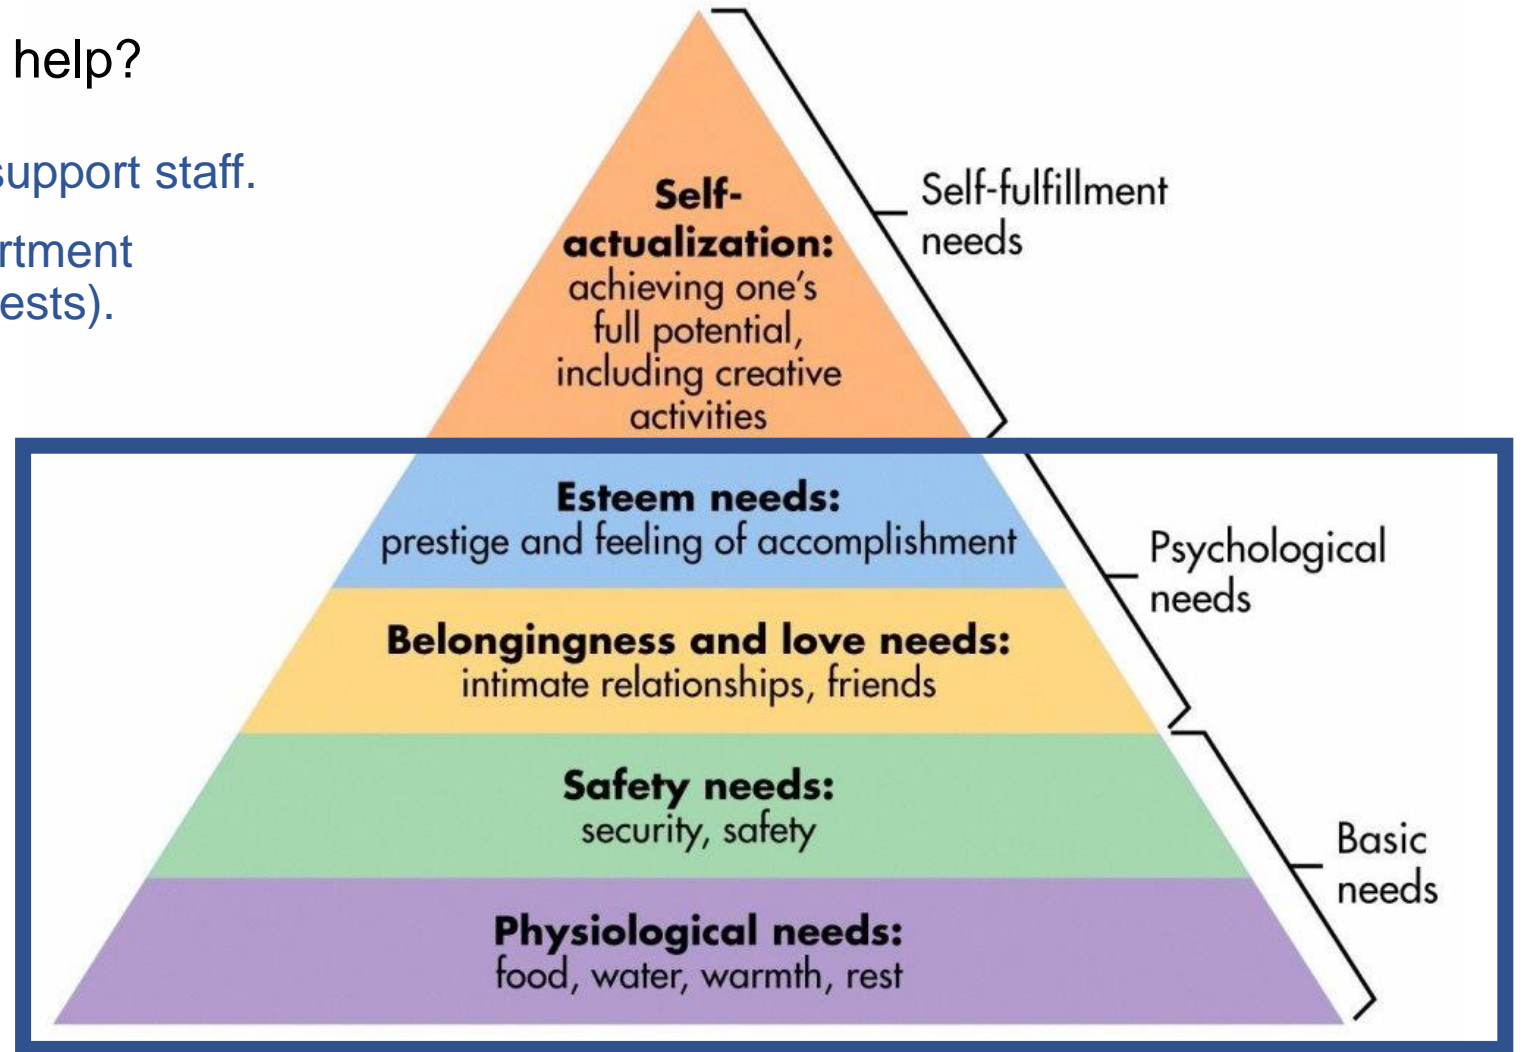 help?
support staff.
rtment
ests).
Self-
actualization:
achieving one's
full potential,
including creative
activities
Self-fulfillment
needs
Esteem needs:
prestige and feeling of accomplishment
Psychological
needs
Belongingness and love needs:
intimate relationships, friends
Safety needs:
security, safety
Basic
needs
Physiological needs:
food, water, warmth, rest